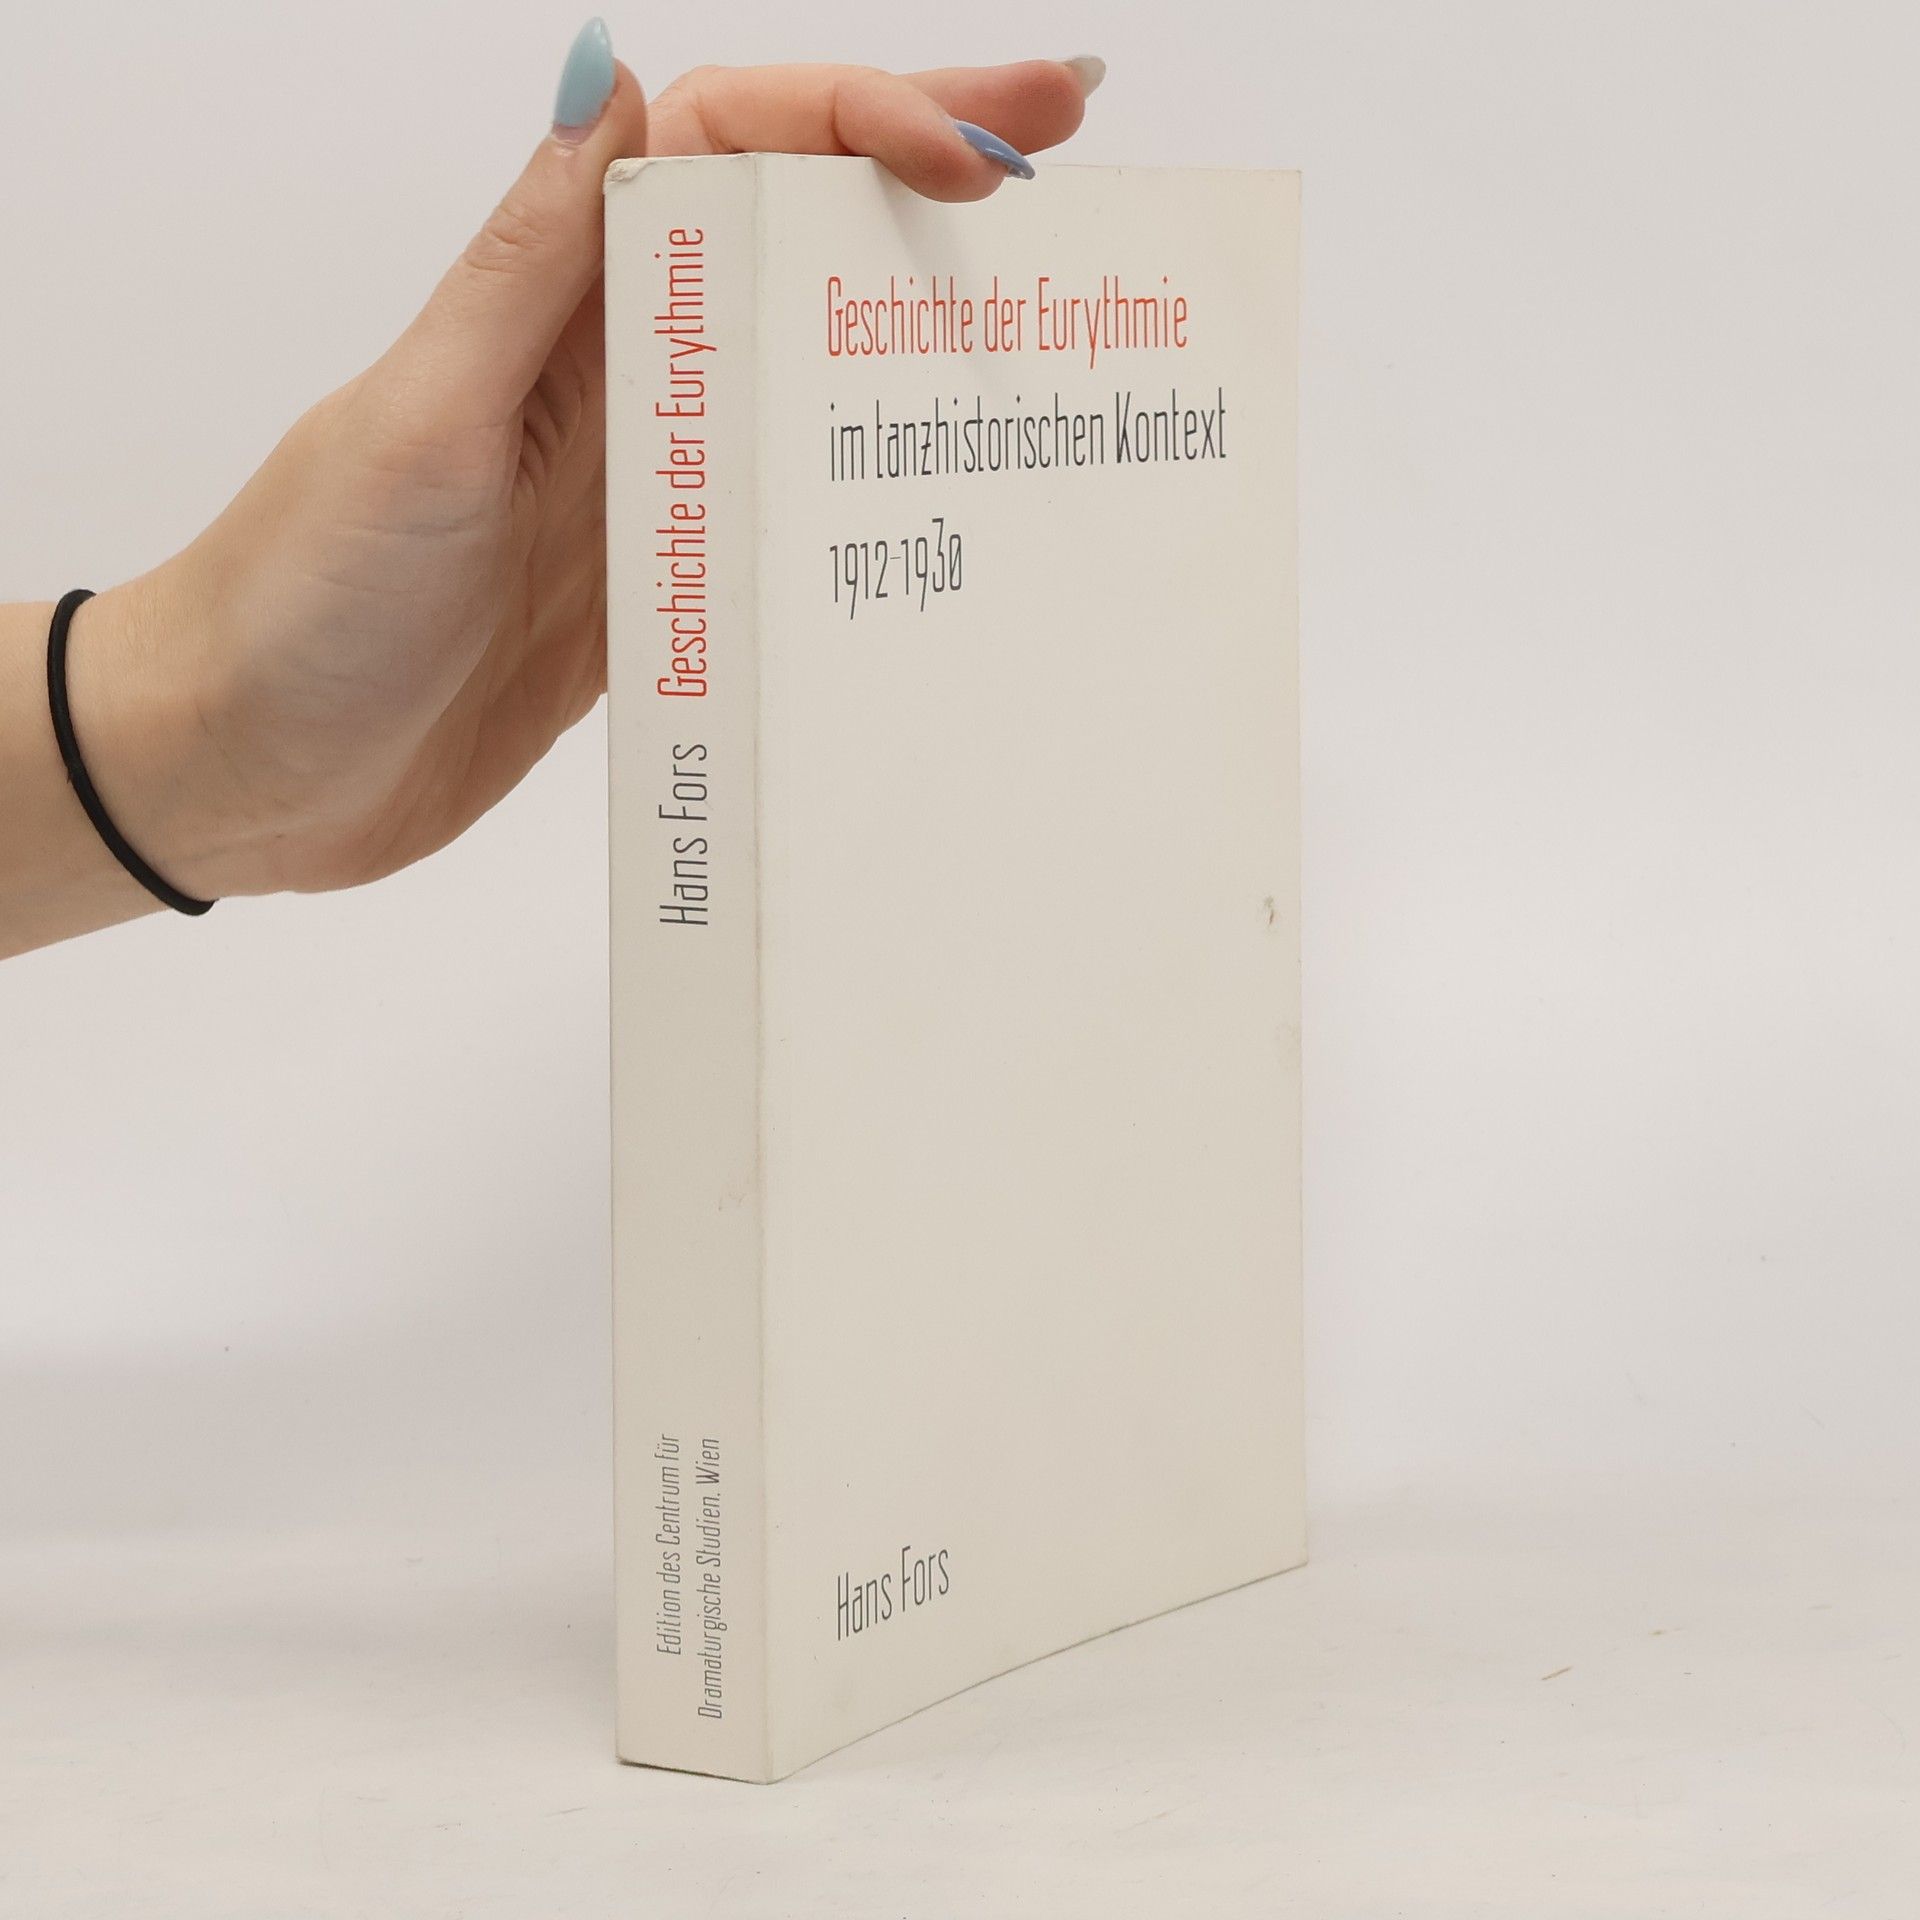 Geschichte der Eurythmie
im tanzhistorischen Kontext
1912-1930
Hans Fors
Hans Fors Geschichte der Eurythmie
Edition des Centrum für
Dramaturgische Studien. Wien